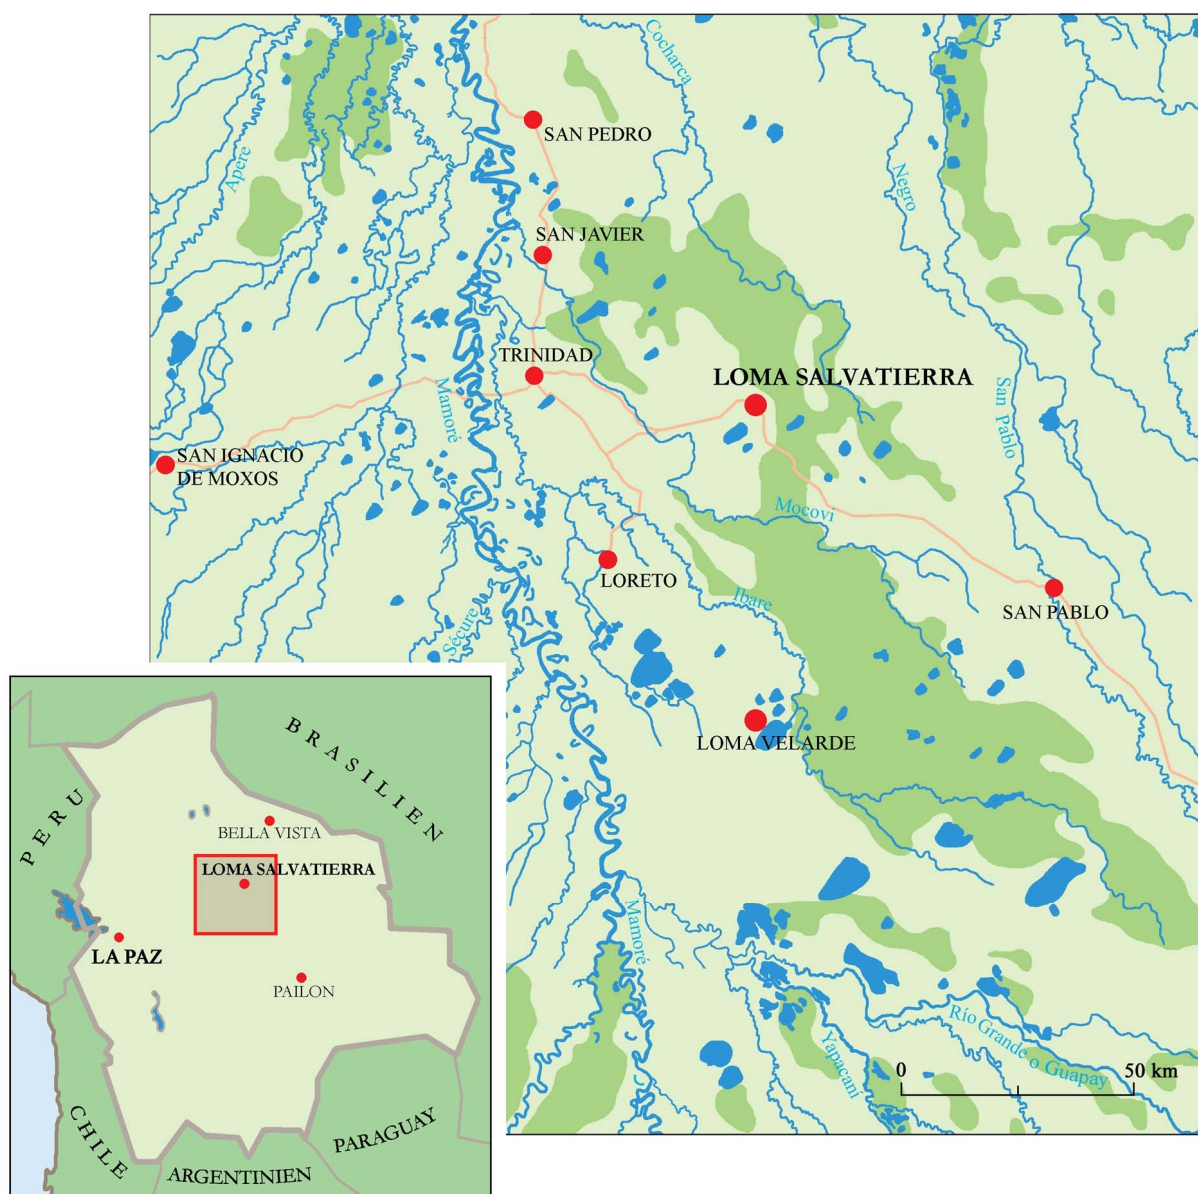 Cocharca
SAN PEDRO
Apere
Negro
SAN JAVIER
TRINIDAD
LOMA SALVATIERRA
Mamoré
San Pablo
SAN IGNACIO
DE MOXOS
Mocovi
LORETO
Ibare
SAN PABLO
Sécure
LOMA VELARDE
Mamoré
Río Grande o Guapay
Yapacani
0
50 km
BRASILIEN
PERU
BELLA VISTA
LOMA SALVATIERRA
LA PAZ
PAILON
CHILE
PARAGUAY
ARGENTINIEN